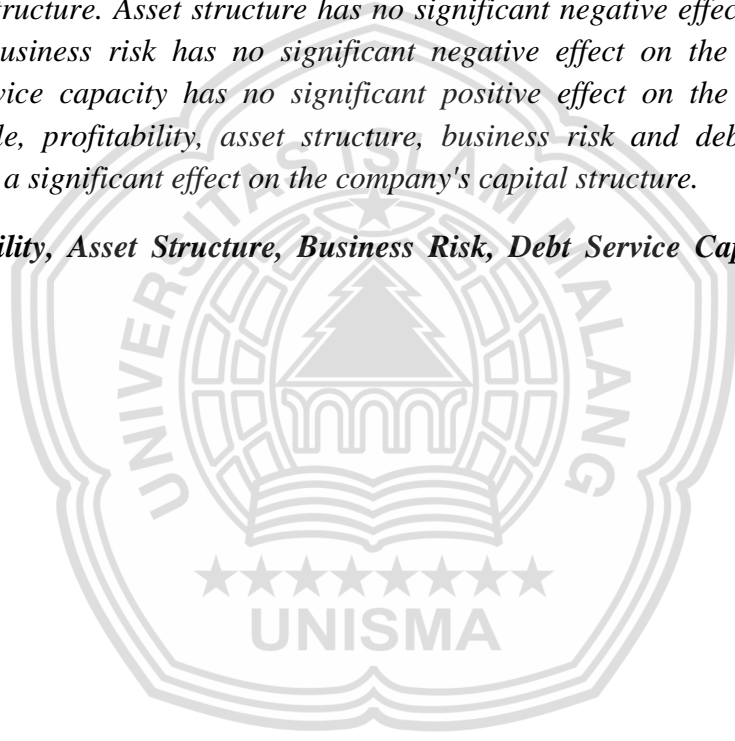 tructure. Asset structure has no significant negative effec
usiness risk has no significant negative effect on the
vice capacity has no significant positive effect on the
le, profitability, asset structure, business risk and deb
a significant effect on the company's capital structure.
ility, Asset Structure, Business Risk, Debt Service Cap
UNIVERSITAS ISLAM MALANG
UNISMA